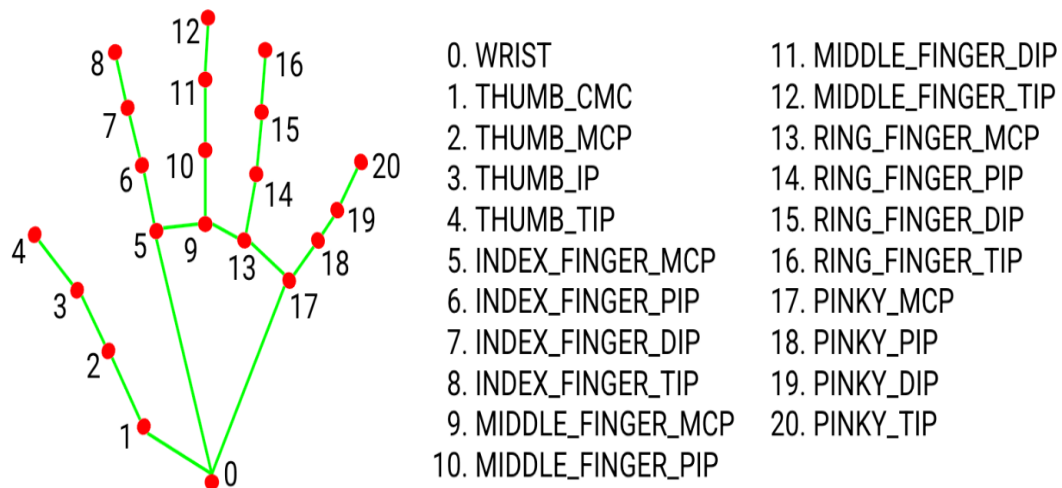 12
8
16
11
7
15
10
6
20
14
19
4
5
9
13
18
3
17
2
1
0
0. WRIST
1. THUMB_CMC
2. THUMB_MCP
3. THUMB_IP
4. THUMB_TIP
5. INDEX_FINGER_MCP
6. INDEX_FINGER_PIP
7. INDEX_FINGER_DIP
8. INDEX_FINGER_TIP
9. MIDDLE_FINGER_MCP
10. MIDDLE_FINGER_PIP
11. MIDDLE_FINGER_DIP
12. MIDDLE_FINGER_TIP
13. RING_FINGER_MCP
14. RING_FINGER_PIP
15. RING_FINGER_DIP
16. RING_FINGER_TIP
17. PINKY_MCP
18. PINKY_PIP
19. PINKY_DIP
20. PINKY_TIP